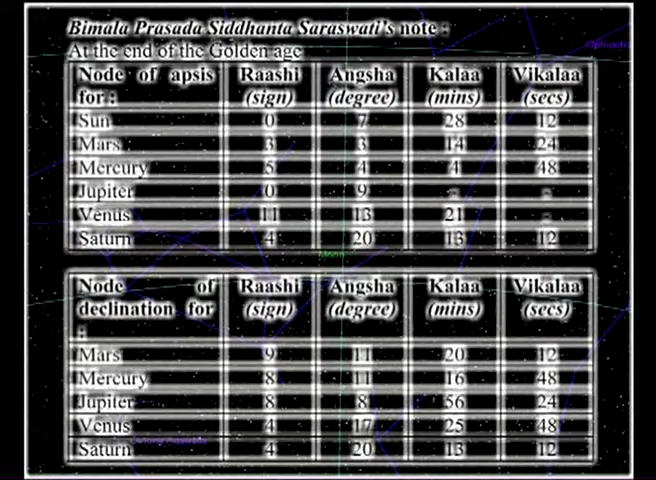 Bimala Prasada Siddhanta Saraswati's note :
At the end of the Golden age
Node of apsis for : Raashi (sign) Angsha (degree) Kalaa (mins) Vikalaa (secs)
Sun 0 7 28 12
Mars 3 3 14 24
Mercury 5 4 4 48
Jupiter 0 9 - -
Venus 11 13 21 -
Saturn 4 20 13 12
Moon
Node of declination for : Raashi (sign) Angsha (degree) Kalaa (mins) Vikalaa (secs)
Mars 9 11 20 12
Mercury 8 11 16 48
Jupiter 8 8 56 24
Venus 4 17 25 48
Saturn 4 20 13 12